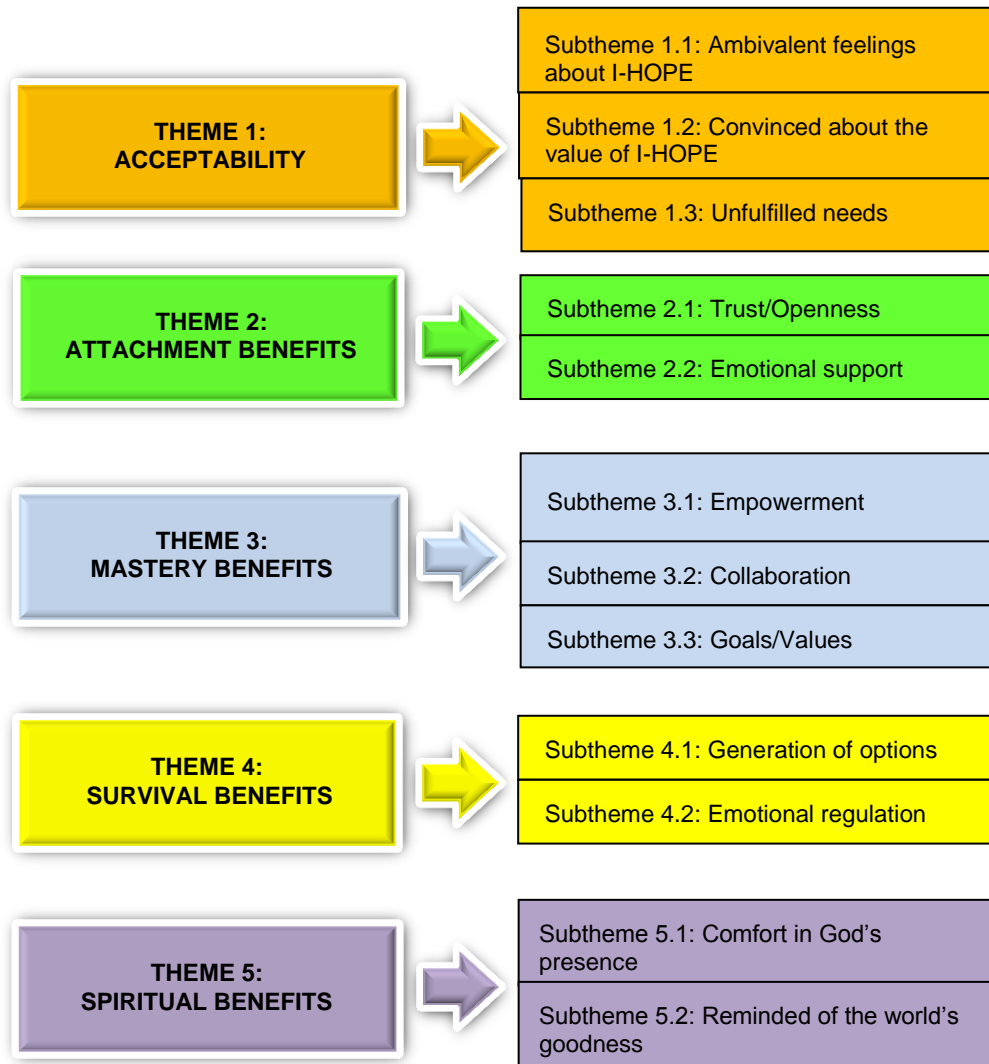 THEME 1:
ACCEPTABILITY
Subtheme 1.1: Ambivalent feelings
about I-HOPE
Subtheme 1.2: Convinced about the
value of I-HOPE
Subtheme 1.3: Unfulfilled needs
THEME 2:
ATTACHMENT BENEFITS
Subtheme 2.1: Trust/Openness
Subtheme 2.2: Emotional support
THEME 3:
MASTERY BENEFITS
Subtheme 3.1: Empowerment
Subtheme 3.2: Collaboration
Subtheme 3.3: Goals/Values
THEME 4:
SURVIVAL BENEFITS
Subtheme 4.1: Generation of options
Subtheme 4.2: Emotional regulation
THEME 5:
SPIRITUAL BENEFITS
Subtheme 5.1: Comfort in God’s
presence
Subtheme 5.2: Reminded of the world’s
goodness